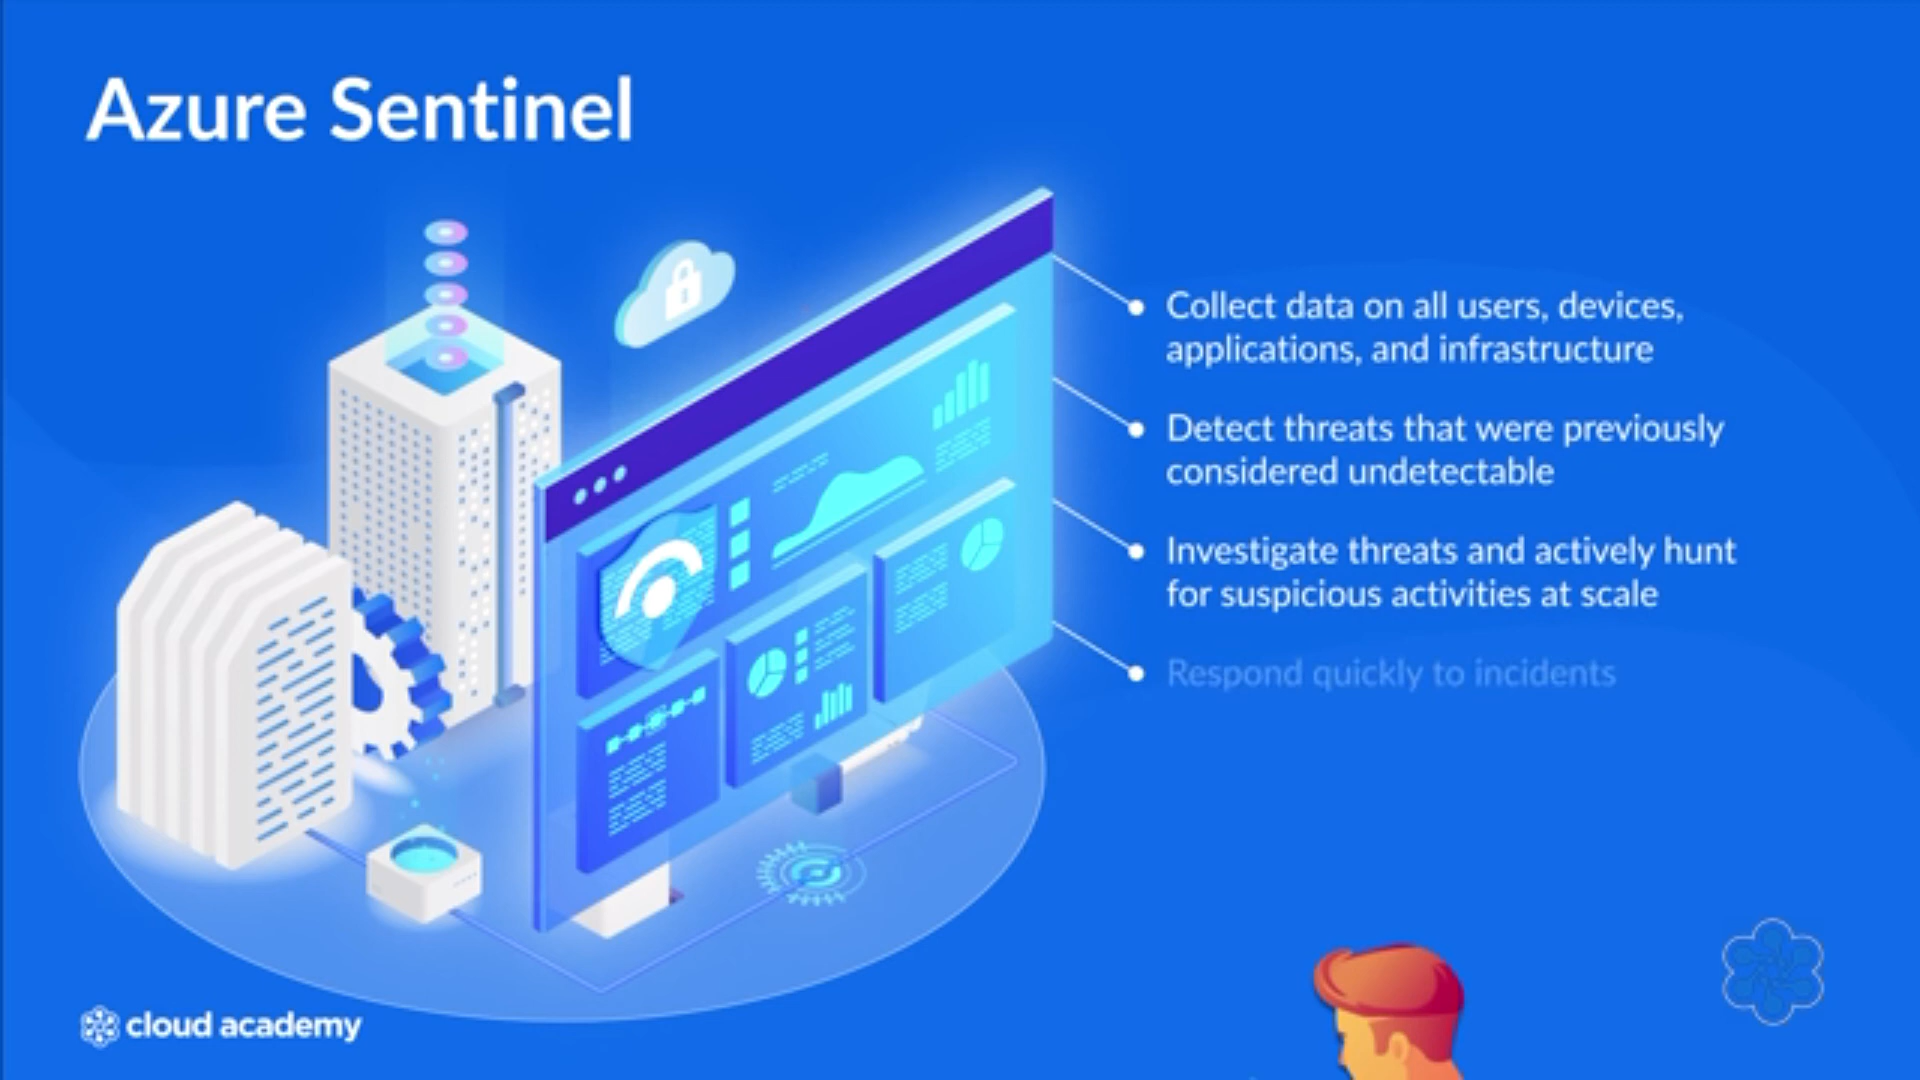 Azure Sentinel
Collect data on all users, devices,
applications, and infrastructure
Detect threats that were previously
considered undetectable
Investigate threats and actively hunt
for suspicious activities at scale
Respond quickly to incidents
cloud academy